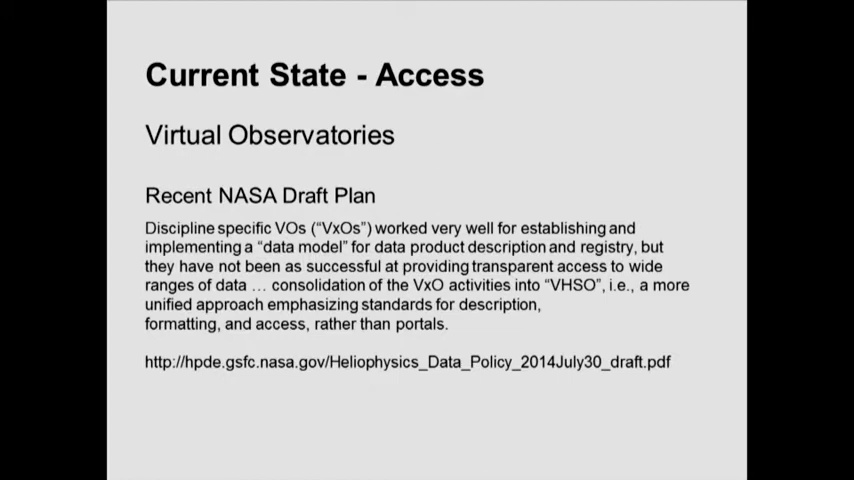 Current State - Access
Virtual Observatories
Recent NASA Draft Plan
Discipline specific VOs (“VxOs”) worked very well for establishing and
implementing a “data model” for data product description and registry, but
they have not been as successful at providing transparent access to wide
ranges of data … consolidation of the VxO activities into “VHSO”, i.e., a more
unified approach emphasizing standards for description,
formatting, and access, rather than portals.
http://hpde.gsfc.nasa.gov/Heliophysics_Data_Policy_2014July30_draft.pdf